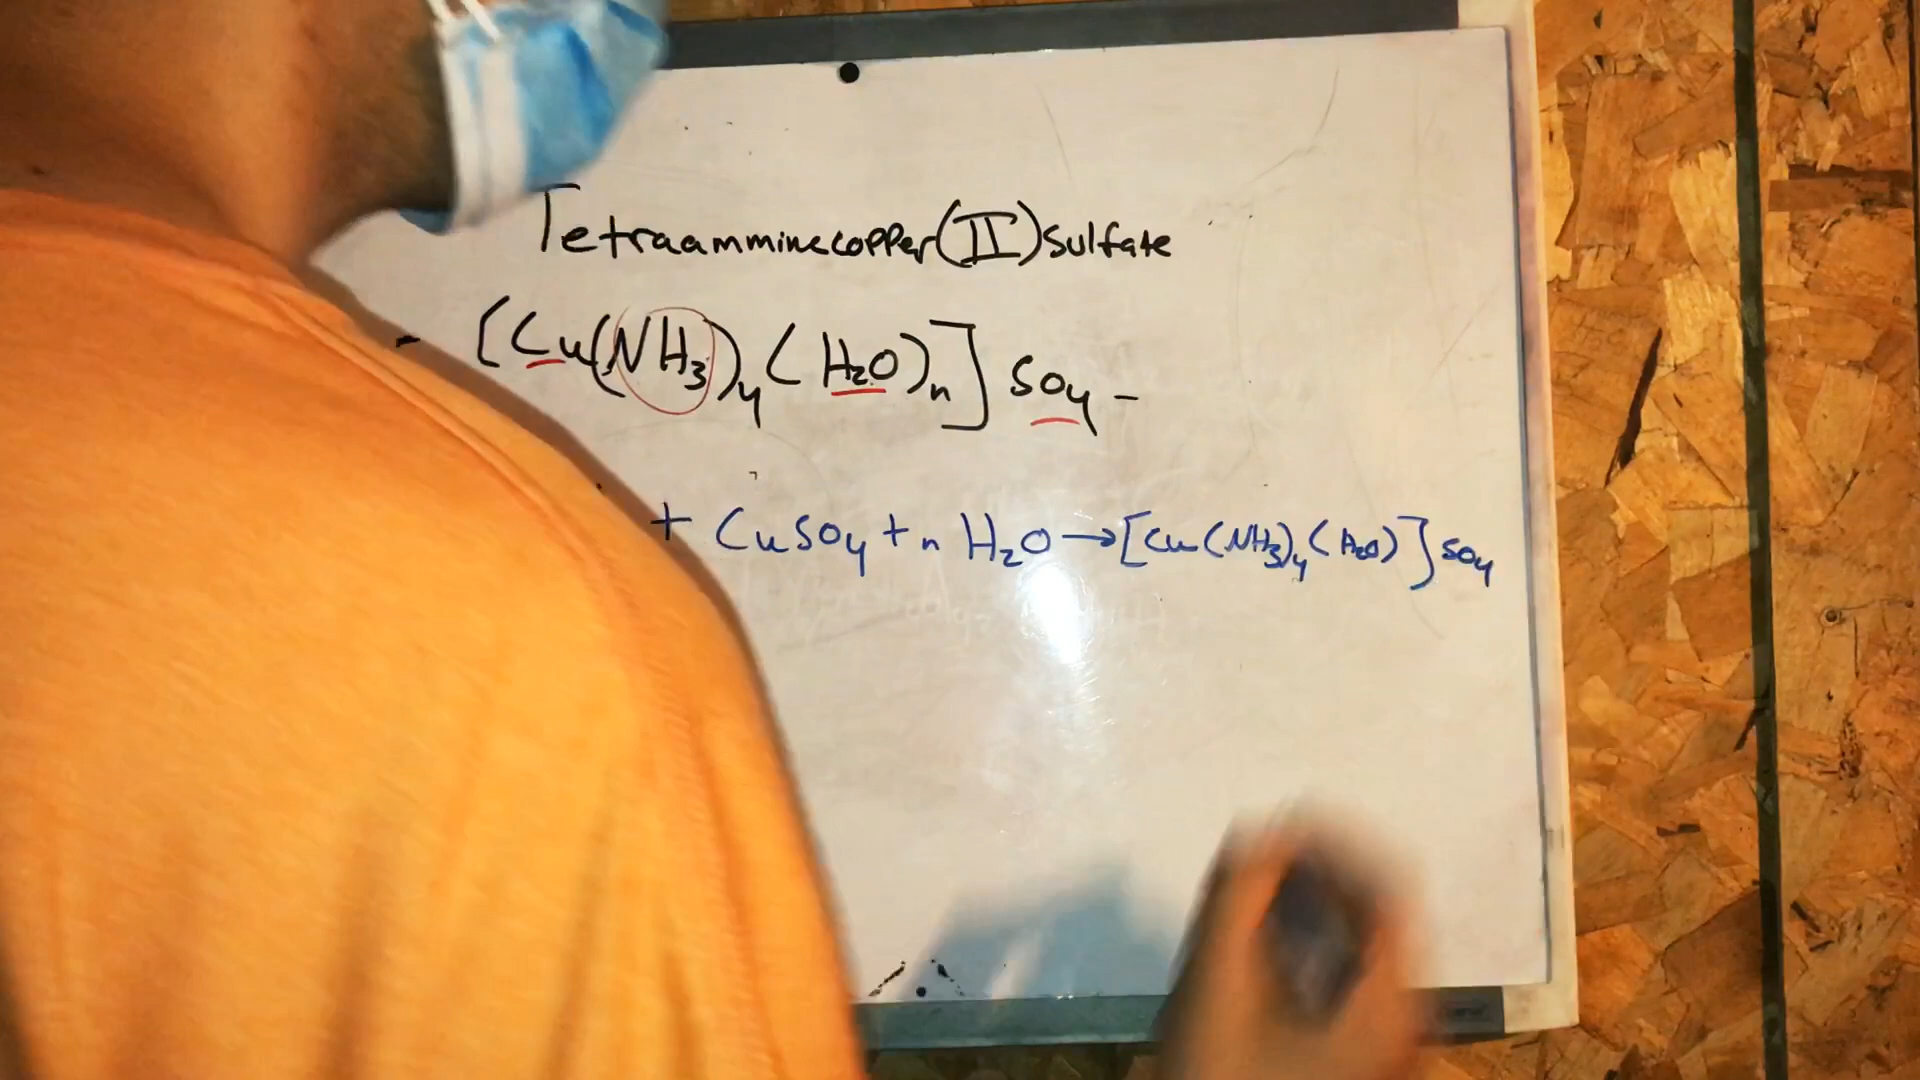 Tetraamminecopper(II)sulfate
- [Cu(NH₃)₄(H₂O)ₙ]SO₄ -
+ CuSO₄ + n H₂O → [Cu(NH₃)₄(H₂O)]SO₄